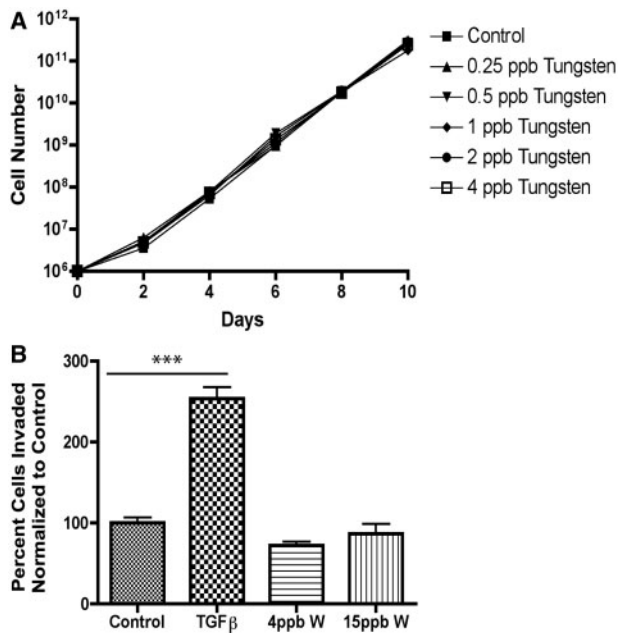 A
Cell Number
10¹²
10¹¹
10¹⁰
10⁹
10⁸
10⁷
10⁶
0 2 4 6 8 10
Days
Control
0.25 ppb Tungsten
0.5 ppb Tungsten
1 ppb Tungsten
2 ppb Tungsten
4 ppb Tungsten
B
Percent Cells Invaded
Normalized to Control
300
200
100
0
***
Control TGFβ 4ppb W 15ppb W